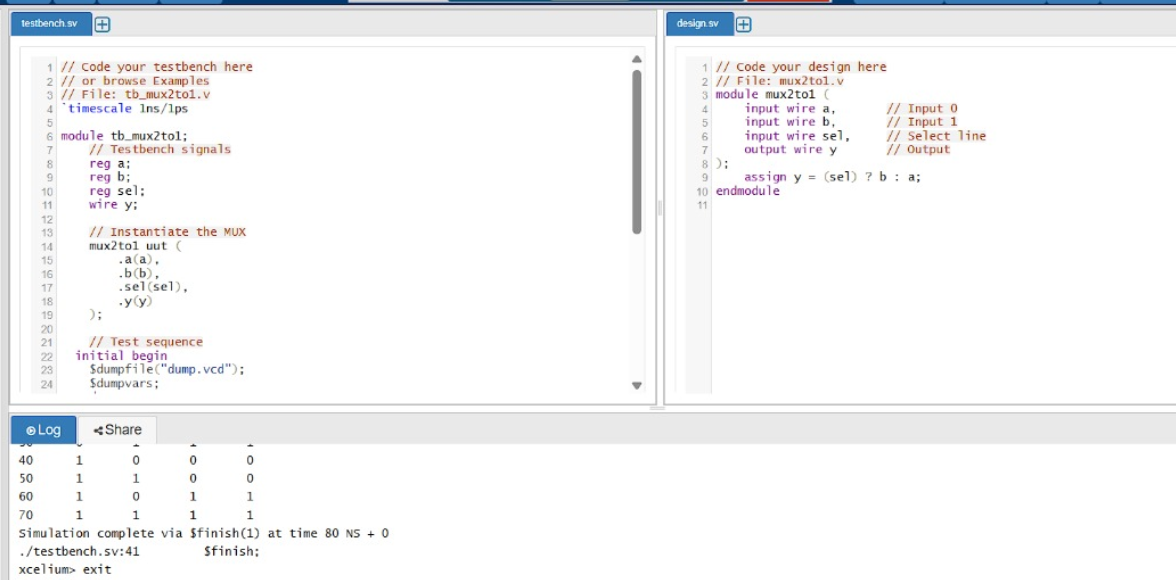 testbench.sv
1 // Code your testbench here
2 // or browse Examples
3 // File: tb_mux2to1.v
4 `timescale 1ns/1ps
5
6 module tb_mux2to1;
7 // Testbench signals
8 reg a;
9 reg b;
10 reg sel;
11 wire y;
12
13 // Instantiate the MUX
14 mux2to1 uut (
15 .a(a),
16 .b(b),
17 .sel(sel),
18 .y(y)
19 );
20
21 // Test sequence
22 initial begin
23 $dumpfile("dump.vcd");
24 $dumpvars;
design.sv
1 // Code your design here
2 // File: mux2to1.v
3 module mux2to1 (
4 input wire a, // Input 0
5 input wire b, // Input 1
6 input wire sel, // Select line
7 output wire y // Output
8 );
9 assign y = (sel) ? b : a;
10 endmodule
11
Log
Share
40 1 0 0 0
50 1 1 0 0
60 1 0 1 1
70 1 1 1 1
Simulation complete via $finish(1) at time 80 NS + 0
./testbench.sv:41 $finish;
xcelium> exit